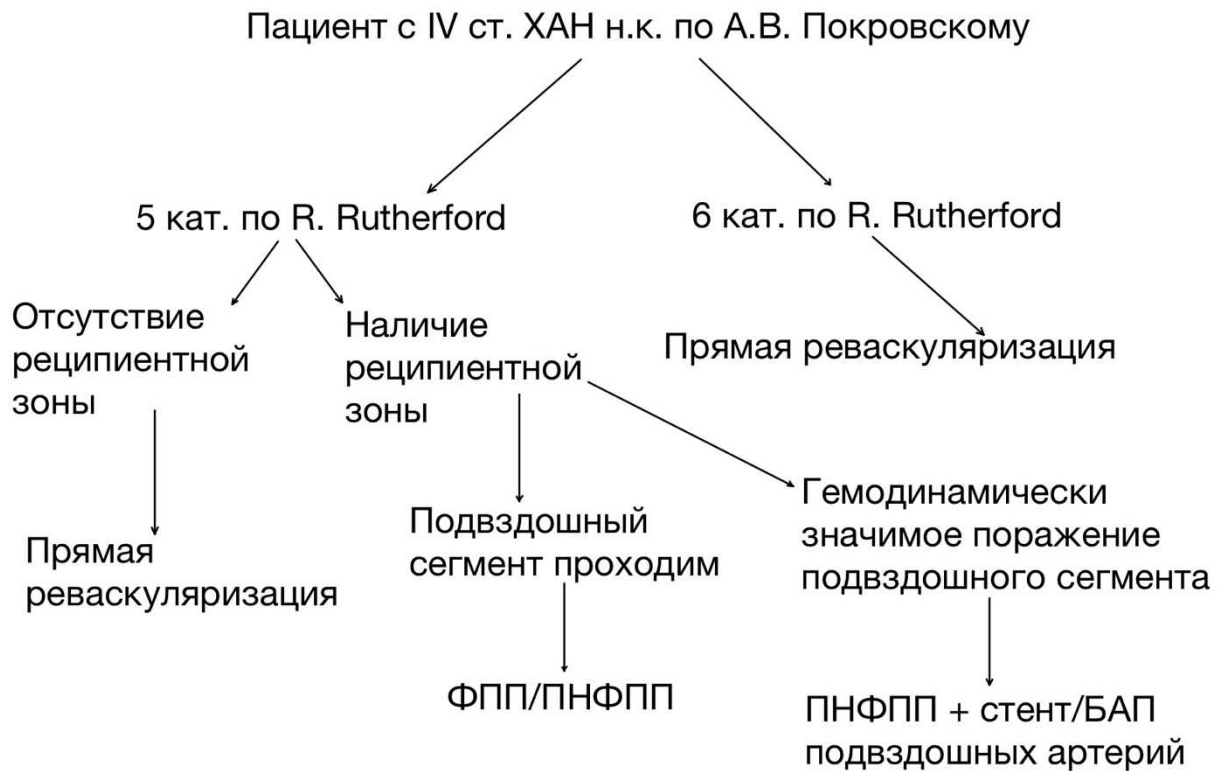 Пациент с IV ст. ХАН н.к. по А.В. Покровскому
5 кат. по R. Rutherford
6 кат. по R. Rutherford
Отсутствие
реципиентной
зоны
Наличие
реципиентной
зоны
Прямая реваскуляризация
Прямая
реваскуляризация
Подвздошный
сегмент проходим
Гемодинамически
значимое поражение
подвздошного сегмента
ФПП/ПНФПП
ПНФПП + стент/БАП
подвздошных артерий